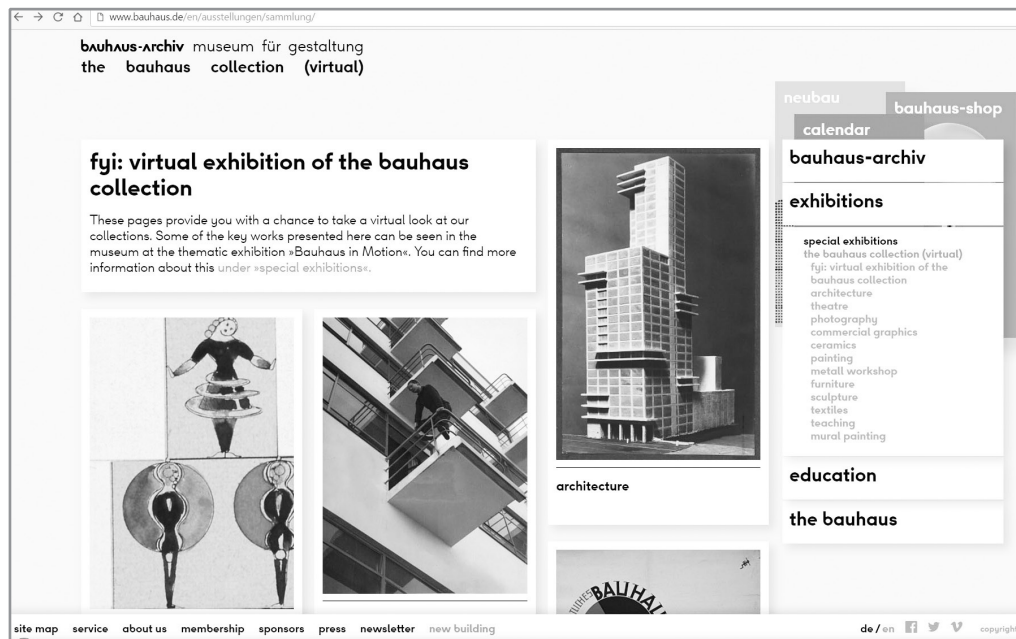 www.bauhaus.de/en/ausstellungen/sammlung/
bauhaus-archiv museum für gestaltung
the bauhaus collection (virtual)
neubau
bauhaus-shop
calendar
fyi: virtual exhibition of the bauhaus
collection
These pages provide you with a chance to take a virtual look at our
collections. Some of the key works presented here can be seen in the
museum at the thematic exhibition »Bauhaus in Motion«. You can find more
information about this under »special exhibitions«.
architecture
BAUHAU
bauhaus-archiv
exhibitions
special exhibitions
the bauhaus collection (virtual)
fyi: virtual exhibition of the
bauhaus collection
architecture
theatre
photography
commercial graphics
ceramics
painting
metall workshop
furniture
sculpture
textiles
teaching
mural painting
education
the bauhaus
site map service about us membership sponsors press newsletter new building
de / en copyright